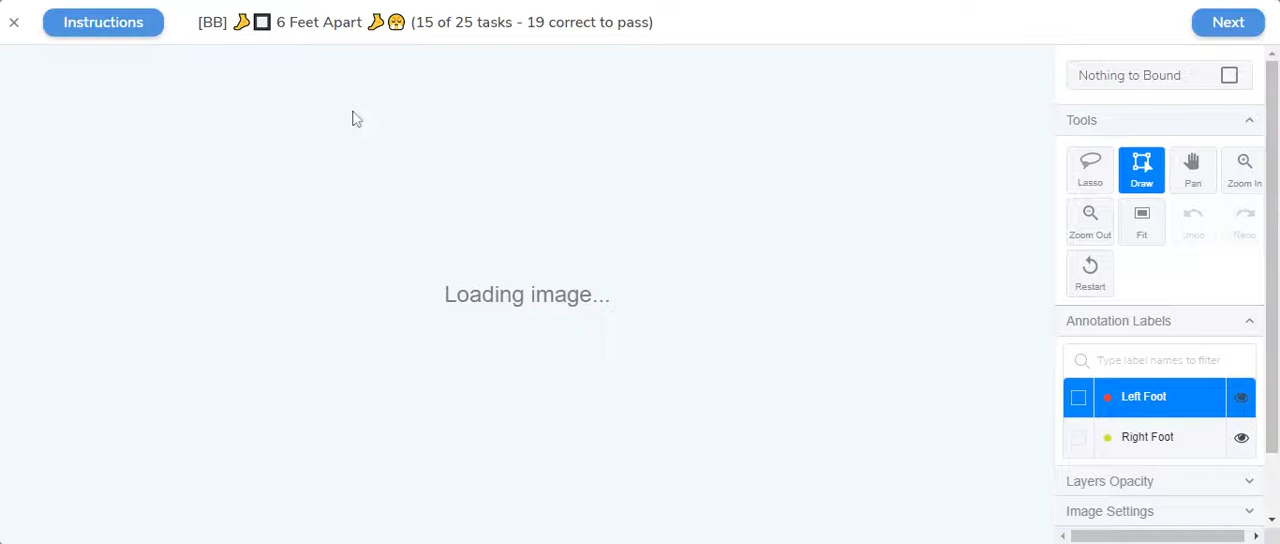 × Instructions [BB] 🦶🔲 6 Feet Apart 🦶😤 (15 of 25 tasks - 19 correct to pass) Next
Nothing to Bound
Tools
Lasso Draw Pan Zoom In
Zoom Out Fit Undo Redo
Restart
Loading image...
Annotation Labels
Type label names to filter
Left Foot
Right Foot
Layers Opacity
Image Settings